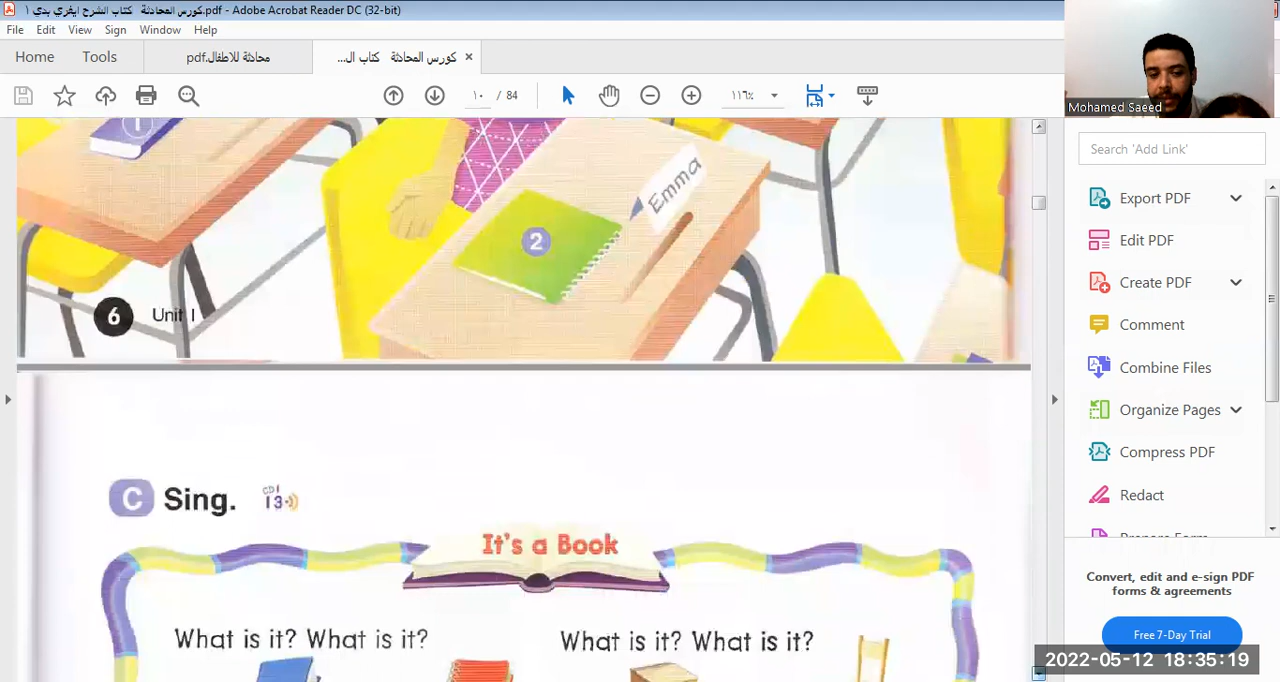 كورس المحادثة   كتاب الشرح ايفري بدي ١.pdf - Adobe Acrobat Reader DC (32-bit)
File Edit View Sign Window Help
Home Tools محادثة للاطفال.pdf كورس المحادثة   كتاب ال... ×
١٠ / 84 ١١٦٪
Mohamed Saeed
Search 'Add Link'
Export PDF
Edit PDF
Create PDF
Comment
Combine Files
Organize Pages
Compress PDF
Redact
Prepare Form
Convert, edit and e-sign PDF
forms & agreements
Free 7-Day Trial
2022-05-12 18:35:19
1
Emma
2
6 Unit 1
C Sing. CD1
13
It's a Book
What is it? What is it? What is it? What is it?